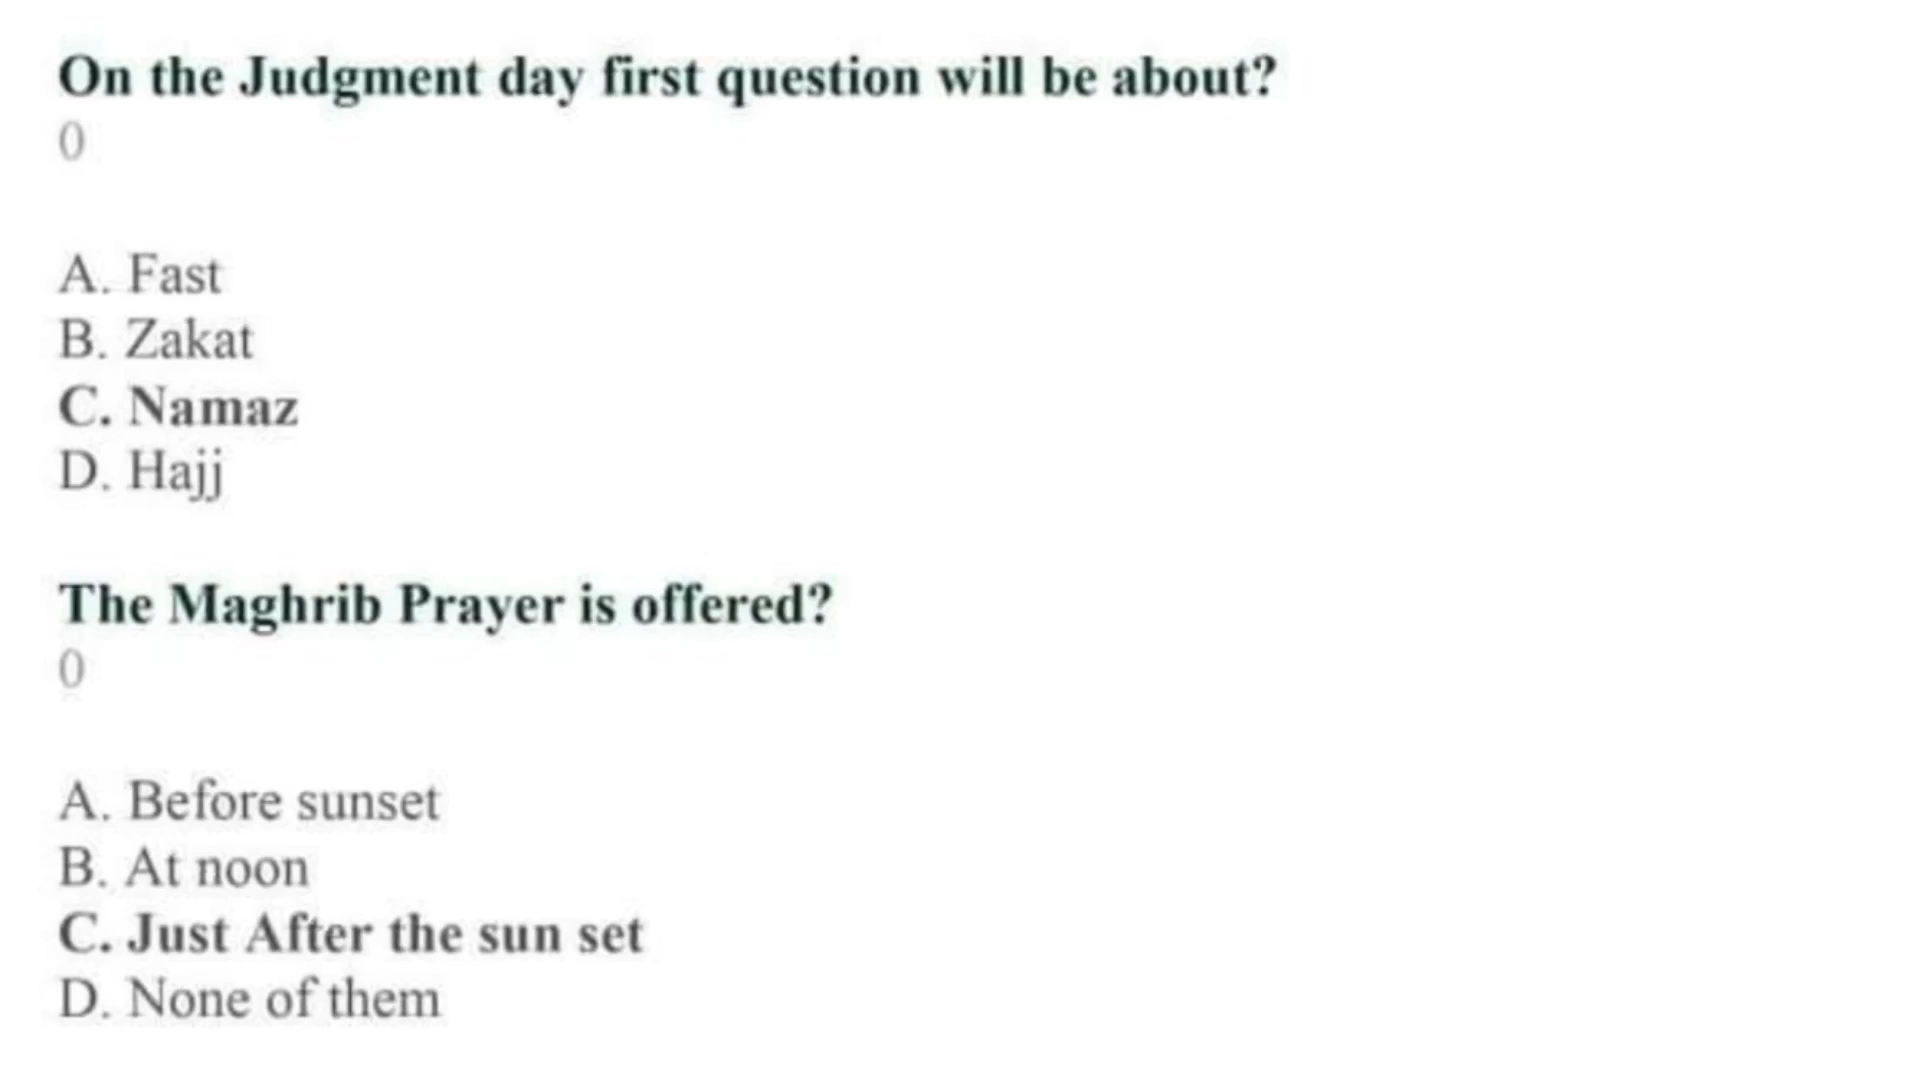 On the Judgment day first question will be about?
0
A. Fast
B. Zakat
C. Namaz
D. Hajj
The Maghrib Prayer is offered?
0
A. Before sunset
B. At noon
C. Just After the sun set
D. None of them